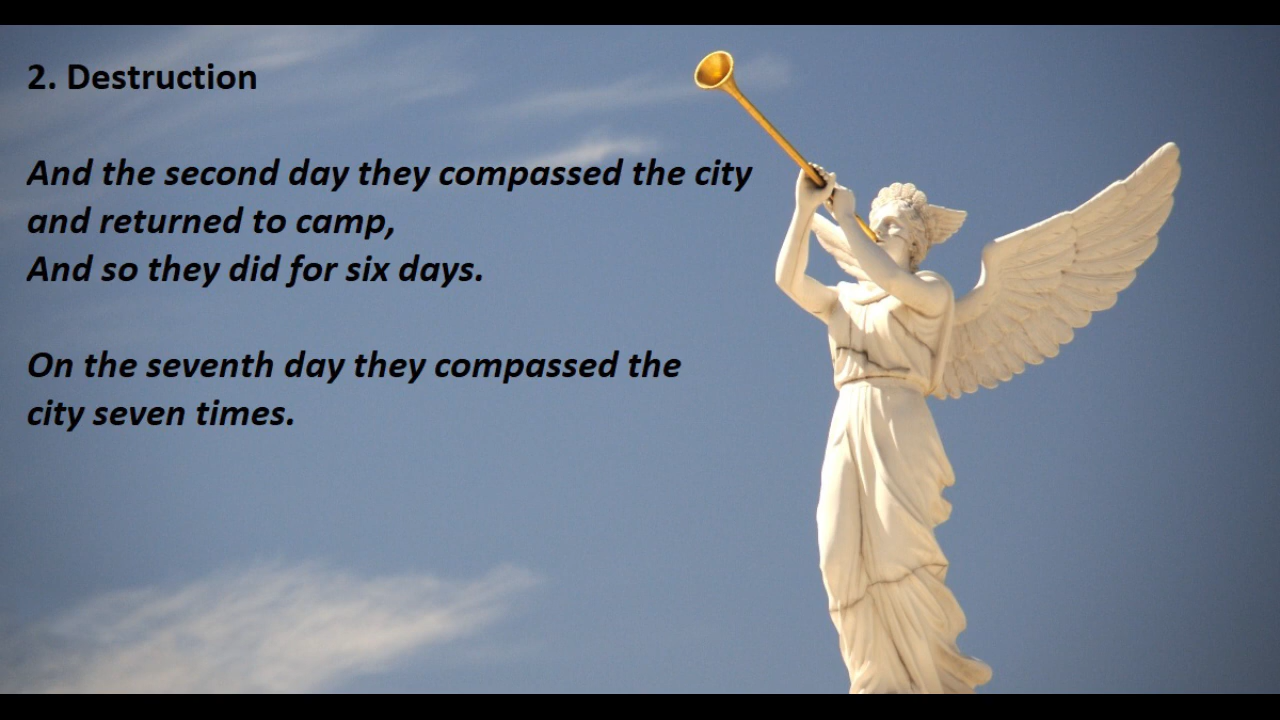 2. Destruction
And the second day they compassed the city
and returned to camp,
And so they did for six days.
On the seventh day they compassed the
city seven times.